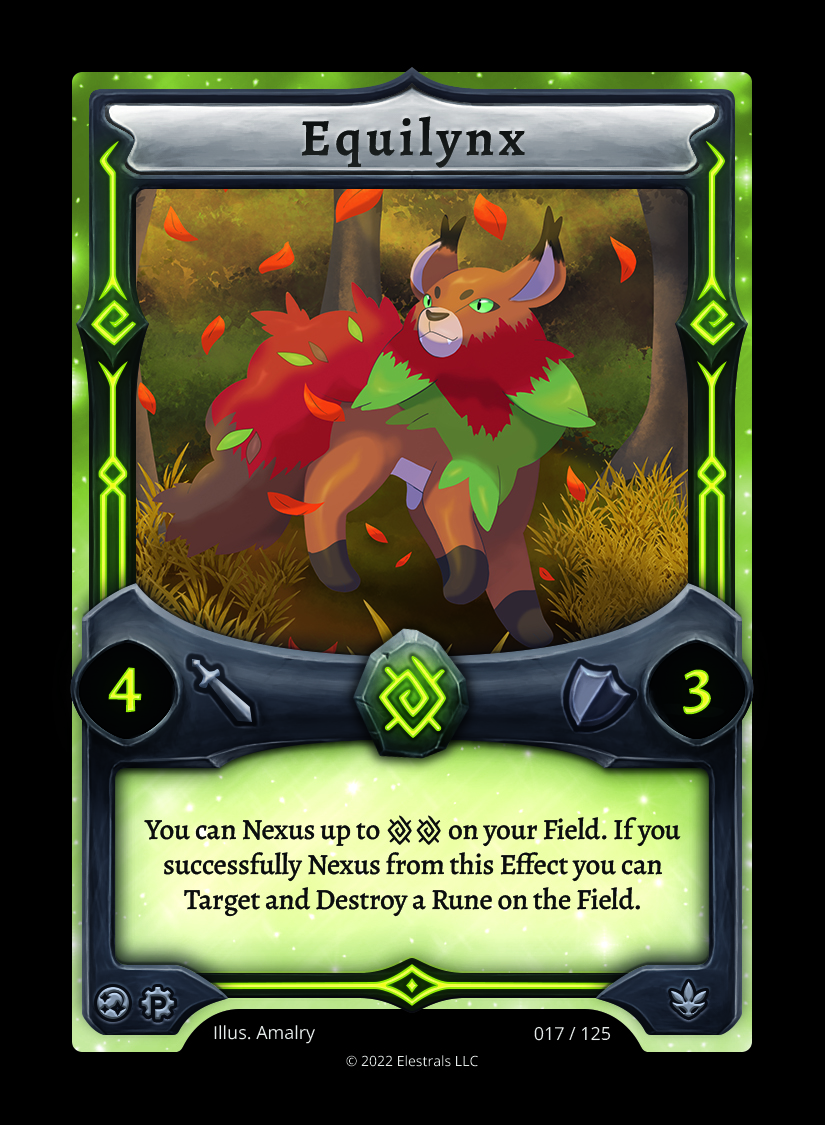 Equilynx
4
3
You can Nexus up to on your Field. If you
successfully Nexus from this Effect you can
Target and Destroy a Rune on the Field.
P
Illus. Amalry
017 / 125
© 2022 Elestrals LLC